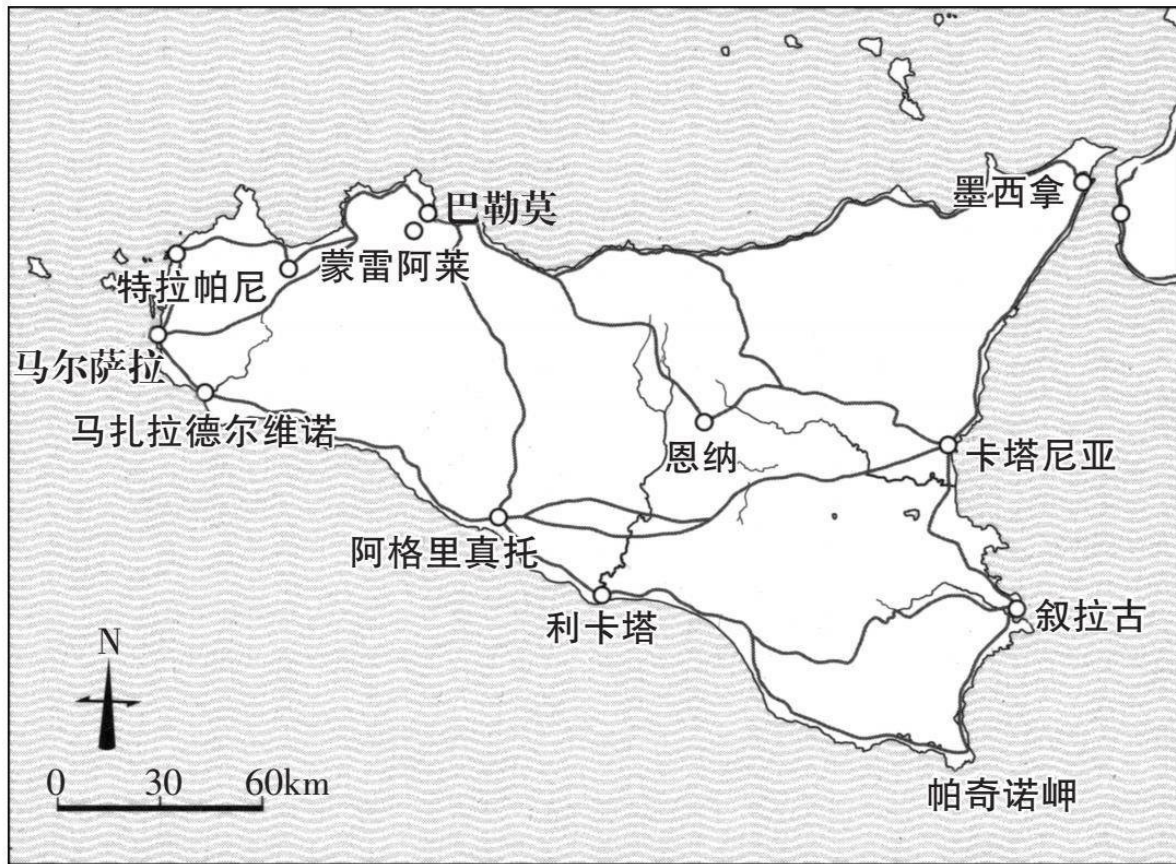 墨西拿
巴勒莫
蒙雷阿莱
特拉帕尼
马尔萨拉
马扎拉德尔维诺
恩纳
卡塔尼亚
阿格里真托
利卡塔
叙拉古
N
0 30 60km
帕奇诺岬